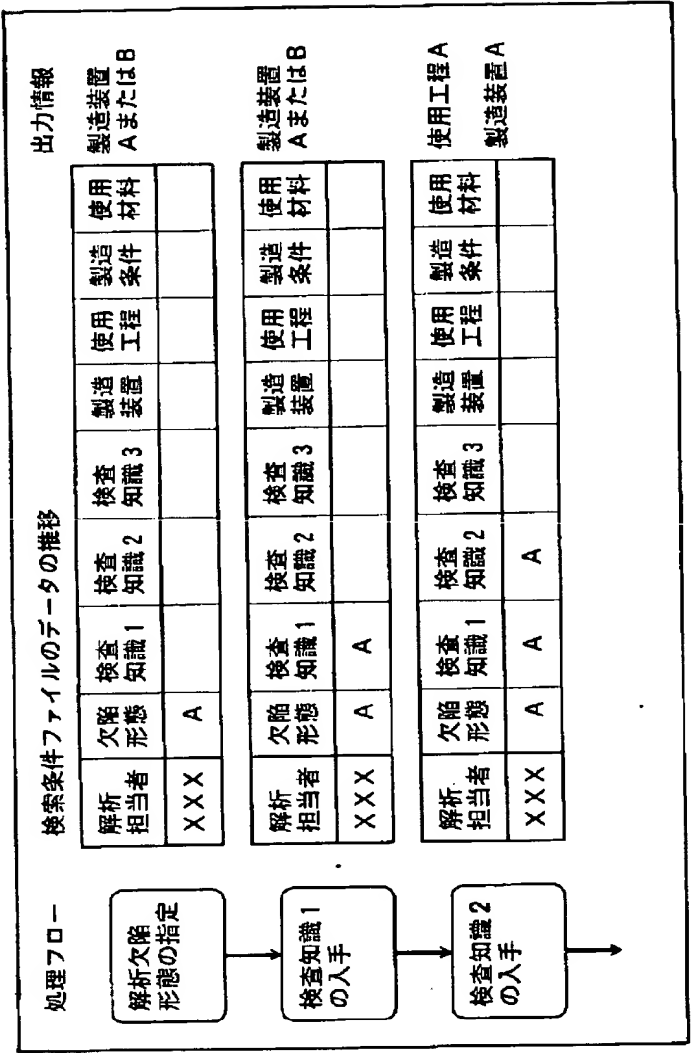 処理フロー
検索条件ファイルのデータの推移
出力情報
解析欠陥
形態の指定
解析
担当者
欠陥
形態
検査
知識1
検査
知識2
検査
知識3
製造
装置
使用
工程
製造
条件
使用
材料
XXX
A
製造装置
AまたはB
検査知識1
の入手
解析
担当者
欠陥
形態
検査
知識1
検査
知識2
検査
知識3
製造
装置
使用
工程
製造
条件
使用
材料
XXX
A
A
製造装置
AまたはB
検査知識2
の入手
解析
担当者
欠陥
形態
検査
知識1
検査
知識2
検査
知識3
製造
装置
使用
工程
製造
条件
使用
材料
XXX
A
A
A
使用工程A
製造装置A